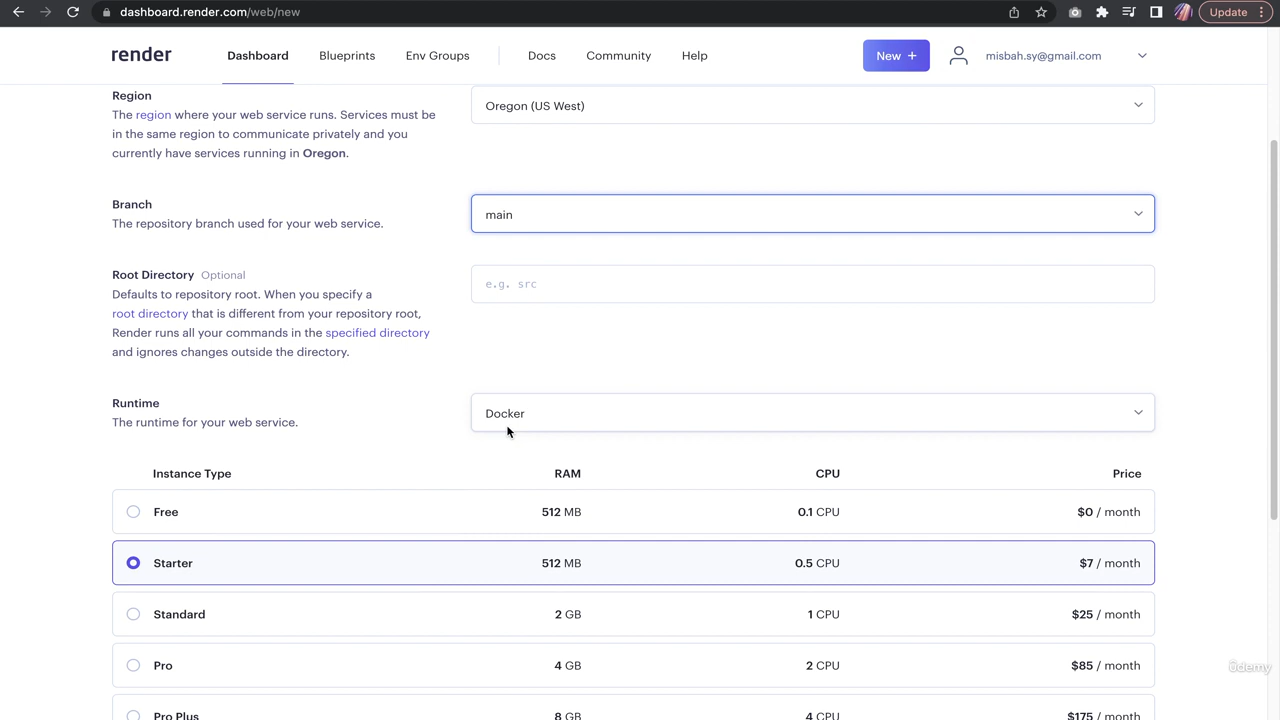 dashboard.render.com/web/new
Update
render
Dashboard
Blueprints
Env Groups
Docs
Community
Help
New +
misbah.sy@gmail.com
Region
The region where your web service runs. Services must be
in the same region to communicate privately and you
currently have services running in Oregon.
Oregon (US West)
Branch
The repository branch used for your web service.
main
Root Directory Optional
Defaults to repository root. When you specify a
root directory that is different from your repository root,
Render runs all your commands in the specified directory
and ignores changes outside the directory.
e.g. src
Runtime
The runtime for your web service.
Docker
Instance Type RAM CPU Price
Free 512 MB 0.1 CPU $0 / month
Starter 512 MB 0.5 CPU $7 / month
Standard 2 GB 1 CPU $25 / month
Pro 4 GB 2 CPU $85 / month
Pro Plus 8 GB 4 CPU $175 / month
ûdemy